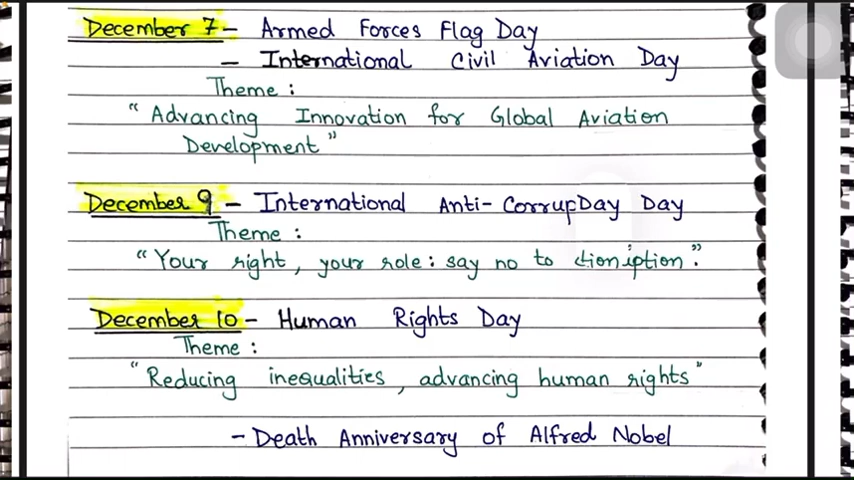 December 7 - Armed Forces Flag Day
- International Civil Aviation Day
Theme :
"Advancing Innovation for Global Aviation
Development"
December 9 - International Anti-CorrupDay Day
Theme :
"Your right, your role: say no to
December 10 - Human Rights Day
Theme :
"Reducing inequalities, advancing human rights"
- Death Anniversary of Alfred Nobel